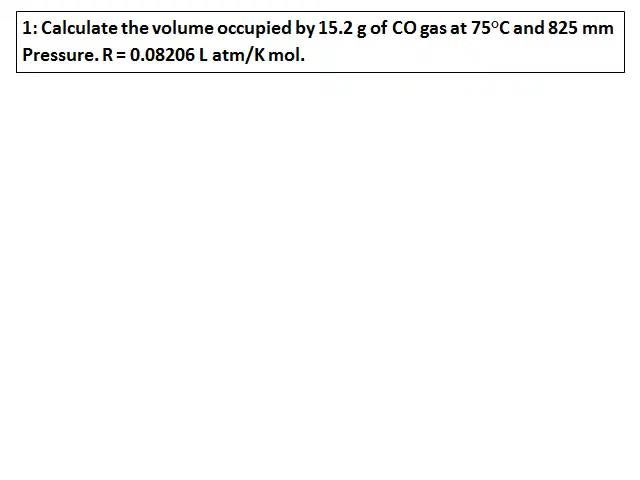 1: Calculate the volume occupied by 15.2 g of CO gas at 75°C and 825 mm
Pressure. R = 0.08206 L atm/K mol.